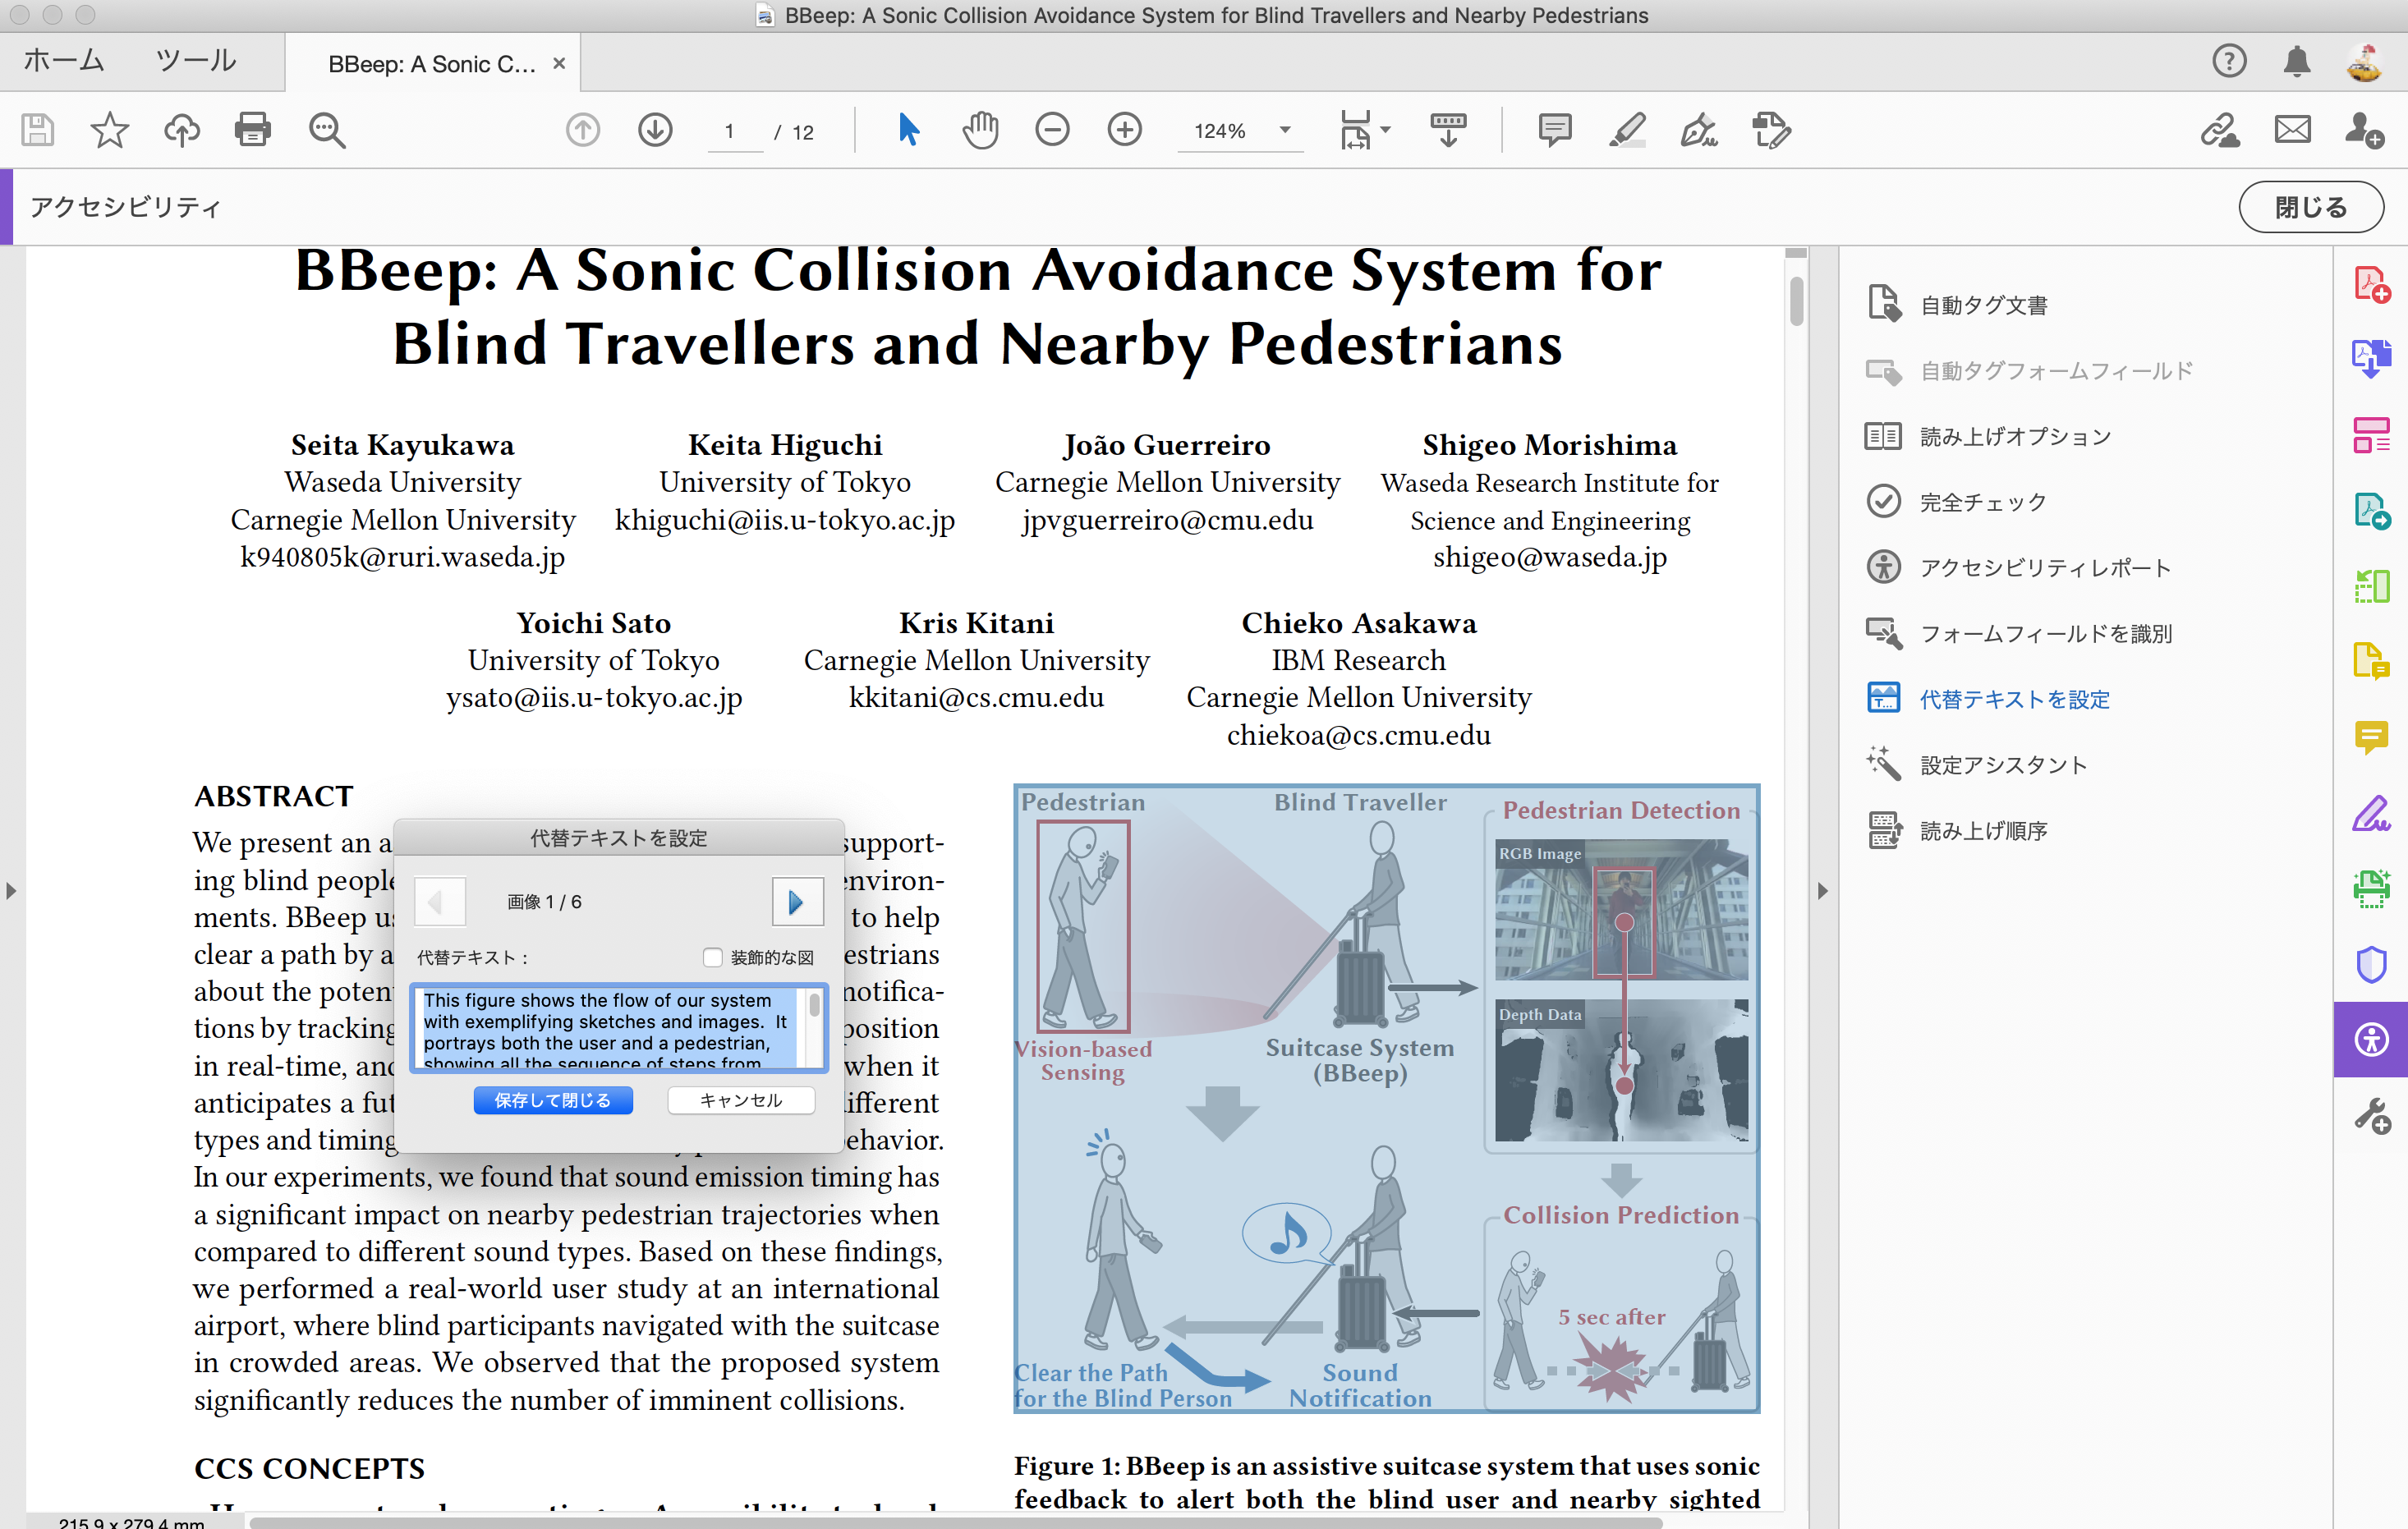 BBeep: A Sonic Collision Avoidance System for Blind Travellers and Nearby Pedestrians
ホーム ツール BBeep: A Sonic C... ×
1 / 12 124%
アクセシビリティ 閉じる
BBeep: A Sonic Collision Avoidance System for
Blind Travellers and Nearby Pedestrians
Seita Kayukawa
Waseda University
Carnegie Mellon University
k940805k@ruri.waseda.jp
Keita Higuchi
University of Tokyo
khiguchi@iis.u-tokyo.ac.jp
João Guerreiro
Carnegie Mellon University
jpvguerreiro@cmu.edu
Shigeo Morishima
Waseda Research Institute for
Science and Engineering
shigeo@waseda.jp
Yoichi Sato
University of Tokyo
ysato@iis.u-tokyo.ac.jp
Kris Kitani
Carnegie Mellon University
kkitani@cs.cmu.edu
Chieko Asakawa
IBM Research
Carnegie Mellon University
chiekoa@cs.cmu.edu
ABSTRACT
We present an a support-
ing blind people environ-
ments. BBeep us to help
clear a path by a estrians
about the poten notifica-
tions by tracking position
in real-time, and when it
anticipates a fut different
types and timing ehavior.
In our experiments, we found that sound emission timing has
a significant impact on nearby pedestrian trajectories when
compared to different sound types. Based on these findings,
we performed a real-world user study at an international
airport, where blind participants navigated with the suitcase
in crowded areas. We observed that the proposed system
significantly reduces the number of imminent collisions.
CCS CONCEPTS
代替テキストを設定
画像 1 / 6
代替テキスト： 装飾的な図
This figure shows the flow of our system
with exemplifying sketches and images. It
portrays both the user and a pedestrian,
showing all the sequence of steps from
保存して閉じる キャンセル
Pedestrian
Blind Traveller
Pedestrian Detection
RGB Image
Depth Data
Vision-based
Sensing
Suitcase System
(BBeep)
Collision Prediction
5 sec after
Clear the Path
for the Blind Person
Sound
Notification
Figure 1: BBeep is an assistive suitcase system that uses sonic
feedback to alert both the blind user and nearby sighted
自動タグ文書
自動タグフォームフィールド
読み上げオプション
完全チェック
アクセシビリティレポート
フォームフィールドを識別
T... 代替テキストを設定
設定アシスタント
読み上げ順序
215.9 x 279.4 mm